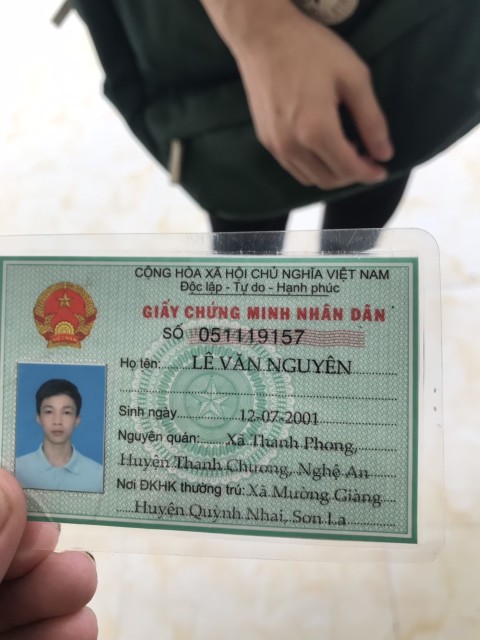 CỘNG HÒA XÃ HỘI CHỦ NGHĨA VIỆT NAM
Độc lập - Tự do - Hạnh phúc
GIẤY CHỨNG MINH NHÂN DÂN
SỐ 051119157
Họ tên: LÊ VĂN NGUYÊN
Sinh ngày 12-07-2001
Nguyên quán: Xã Thanh Phong,
Huyện Thanh Chương, Nghệ An
Nơi ĐKHK thường trú: Xã Mường Giàng
Huyện Quỳnh Nhai, Sơn La